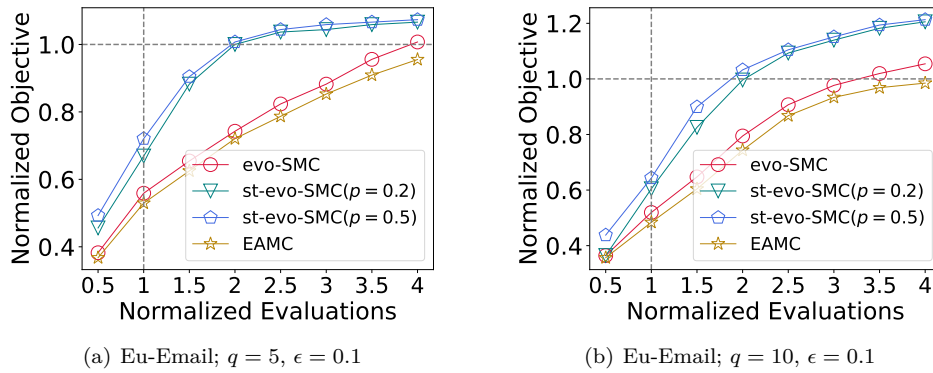 Normalized Objective
1.0
0.8
0.6
0.4
evo-SMC
st-evo-SMC(p = 0.2)
st-evo-SMC(p = 0.5)
EAMC
0.5 1 1.5 2 2.5 3 3.5 4
Normalized Evaluations
(a) Eu-Email; q = 5, ϵ = 0.1
Normalized Objective
1.2
1.0
0.8
0.6
0.4
evo-SMC
st-evo-SMC(p = 0.2)
st-evo-SMC(p = 0.5)
EAMC
0.5 1 1.5 2 2.5 3 3.5 4
Normalized Evaluations
(b) Eu-Email; q = 10, ϵ = 0.1